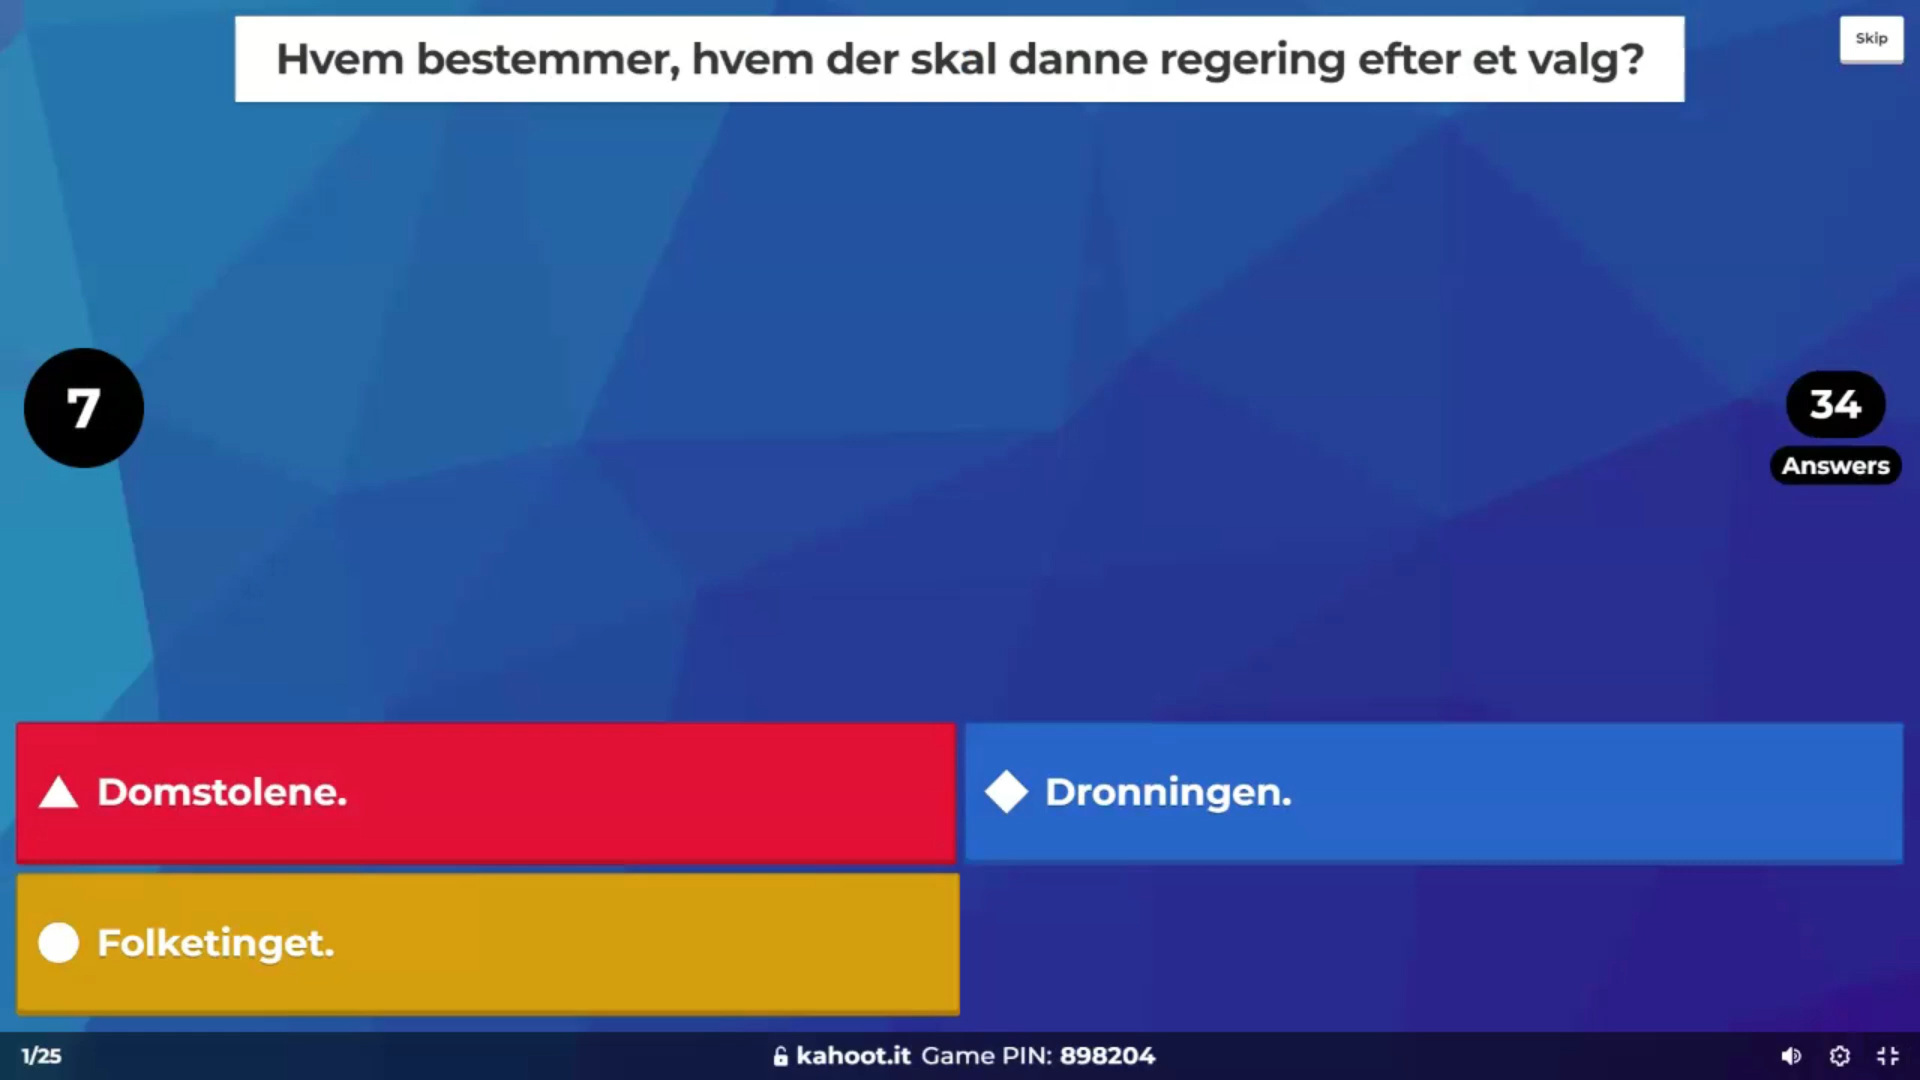 Hvem bestemmer, hvem der skal danne regering efter et valg?
Skip
7
34
Answers
Domstolene.
Dronningen.
Folketinget.
1/25
kahoot.it Game PIN: 898204